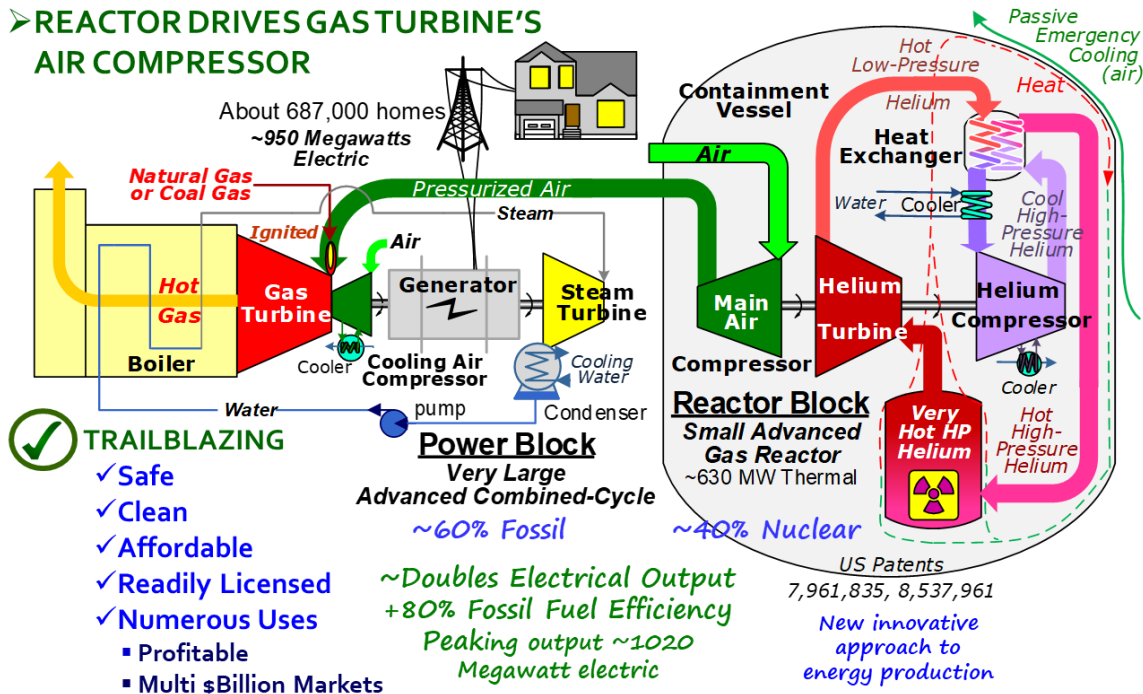 ➢REACTOR DRIVES GAS TURBINE'S
AIR COMPRESSOR
About 687,000 homes
~950 Megawatts
Electric
Natural Gas
or Coal Gas
Ignited
Pressurized Air
Steam
Air
Hot
Gas
Boiler
Gas
Turbine
Cooler
Cooling Air
Compressor
Generator
Steam
Turbine
Cooling
Water
Condenser
pump
Water
Power Block
Very Large
Advanced Combined-Cycle
~60% Fossil
Containment
Vessel
Air
Main
Air
Compressor
Hot
Low-Pressure
Helium
Heat
Exchanger
Heat
Passive
Emergency
Cooling
(air)
Water
Cooler
Cool
High-
Pressure
Helium
Helium
Turbine
Helium
Compressor
Cooler
Reactor Block
Small Advanced
Gas Reactor
~630 MW Thermal
~40% Nuclear
Very
Hot HP
Helium
Hot
High-
Pressure
Helium
US Patents
7,961,835, 8,537,961
New innovative
approach to
energy production
TRAILBLAZING
✓Safe
✓Clean
✓Affordable
✓Readily Licensed
✓Numerous Uses
▪ Profitable
▪ Multi $Billion Markets
~Doubles Electrical Output
+80% Fossil Fuel Efficiency
Peaking output ~1020
Megawatt electric